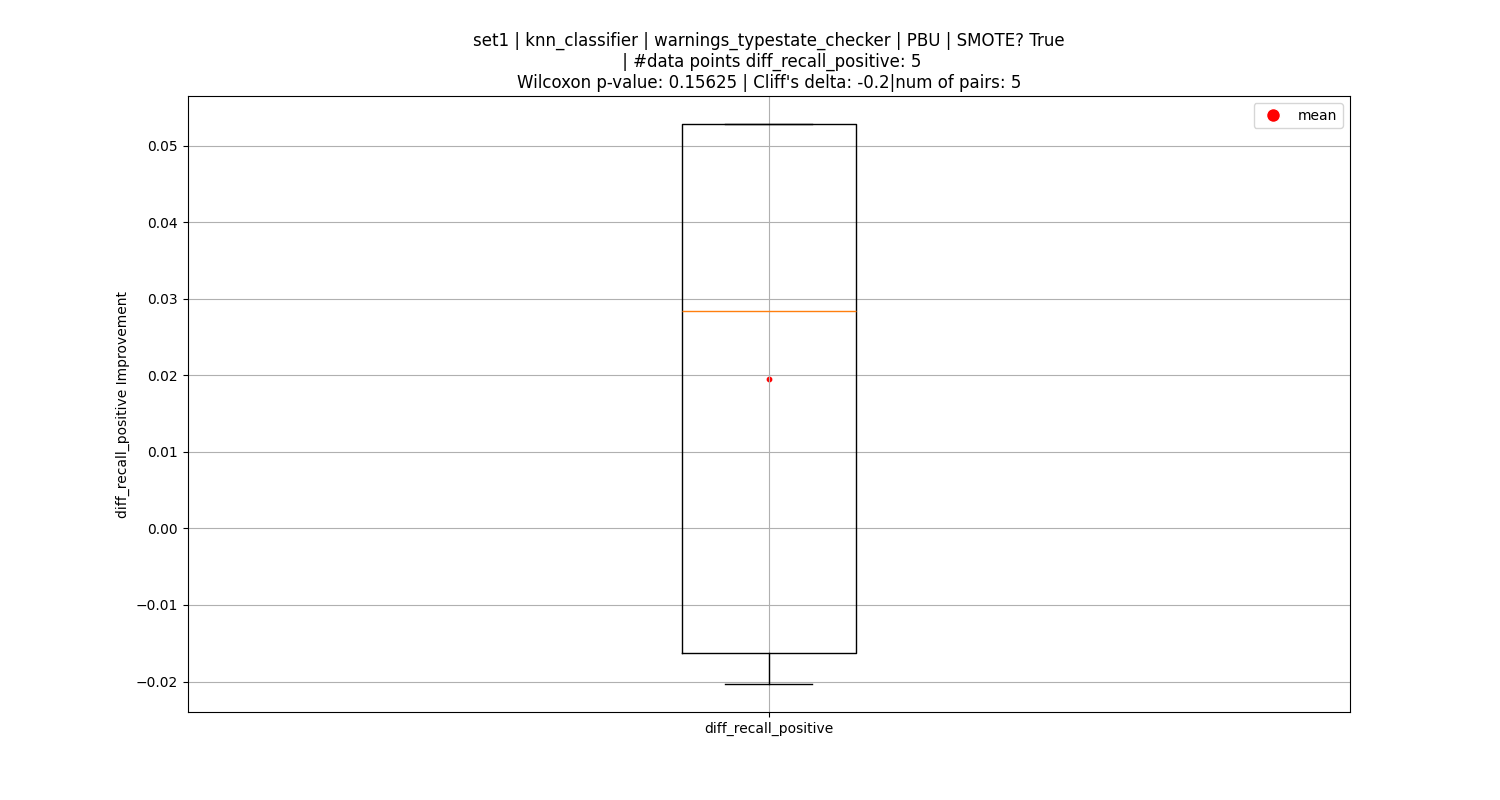 set1 | knn_classifier | warnings_typestate_checker | PBU | SMOTE? True
| #data points diff_recall_positive: 5
Wilcoxon p-value: 0.15625 | Cliff's delta: -0.2|num of pairs: 5
mean
0.05
0.04
0.03
0.02
0.01
0.00
−0.01
−0.02
diff_recall_positive Improvement
diff_recall_positive